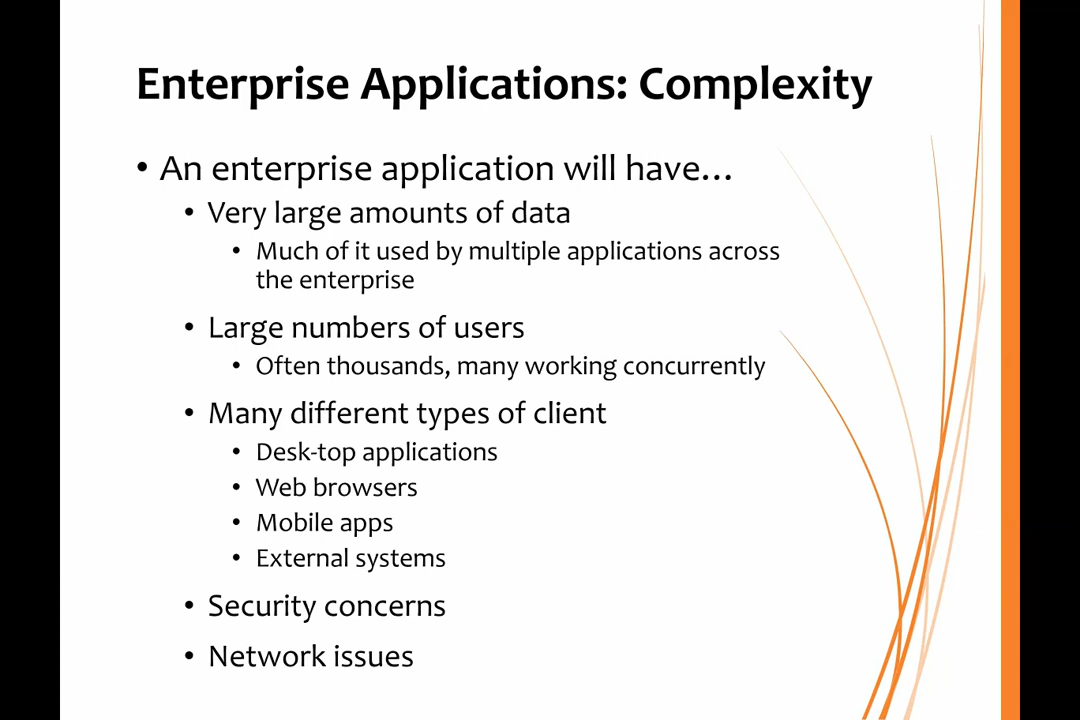 Enterprise Applications: Complexity
• An enterprise application will have…
• Very large amounts of data
• Much of it used by multiple applications across
the enterprise
• Large numbers of users
• Often thousands, many working concurrently
• Many different types of client
• Desk-top applications
• Web browsers
• Mobile apps
• External systems
• Security concerns
• Network issues